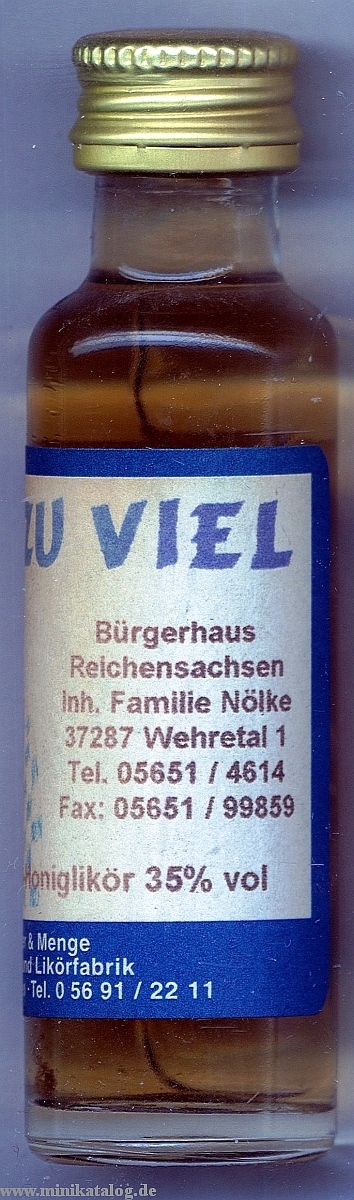 ZU VIEL
Bürgerhaus
Reichensachsen
Inh. Familie Nölke
37287 Wehretal 1
Tel. 05651 / 4614
Fax: 05651 / 99859
Honiglikör 35% vol
& Menge
nd Likörfabrik
· Tel. 0 56 91 / 22 11
www.minikatalog.de